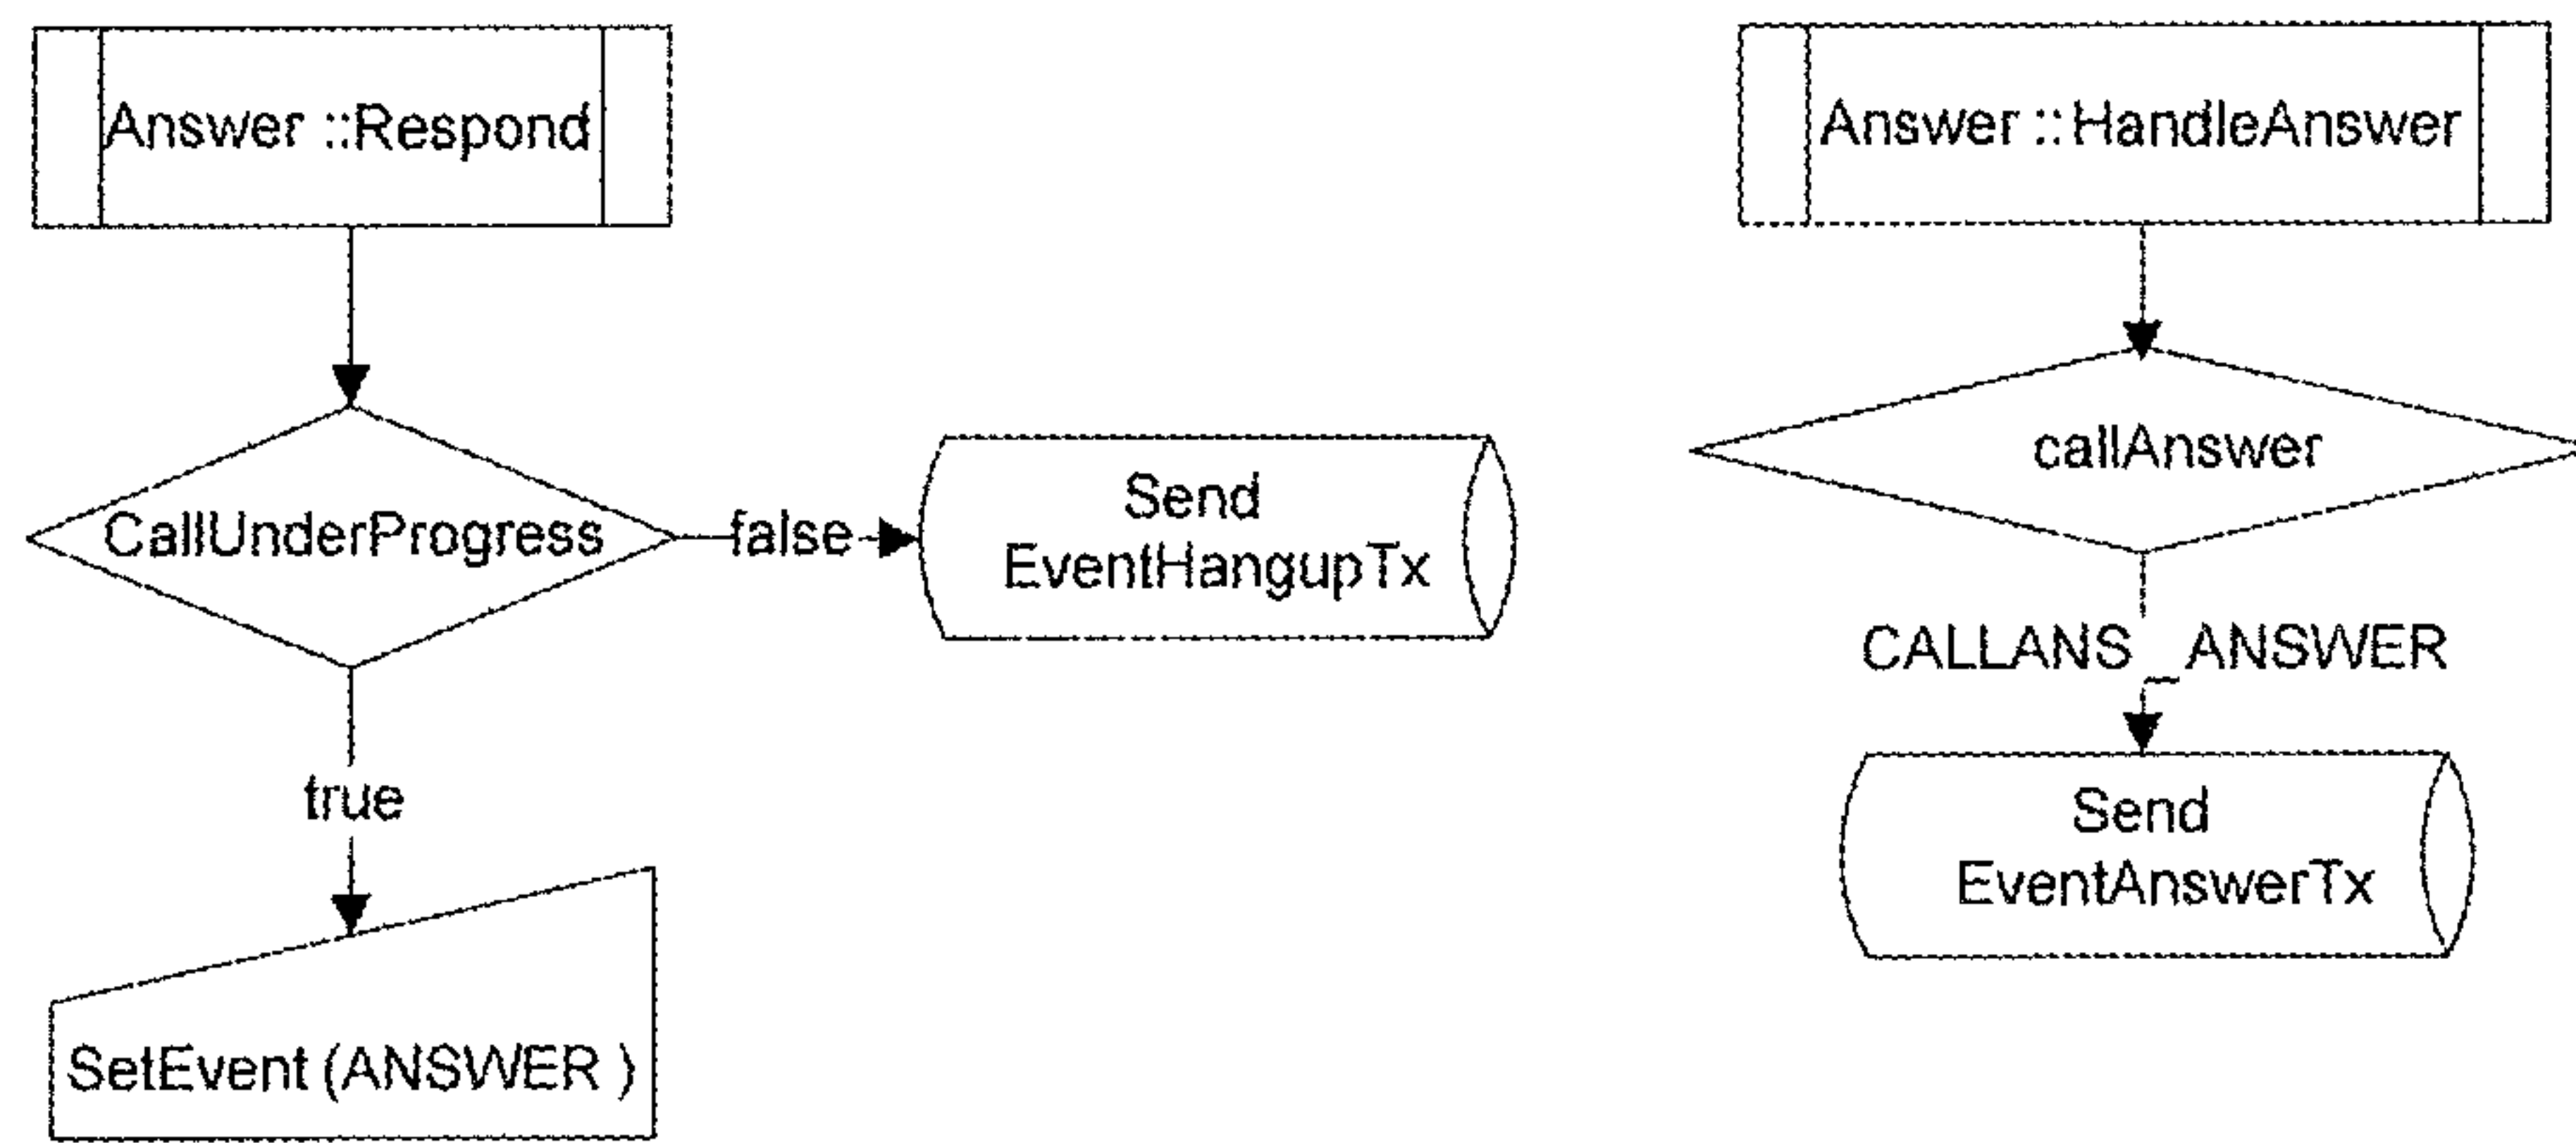 Answer ::Respond
CallUnderProgress
false
Send
EventHangupTx
true
SetEvent (ANSWER )
Answer :: HandleAnswer
callAnswer
CALLANS_ANSWER
Send
EventAnswerTx